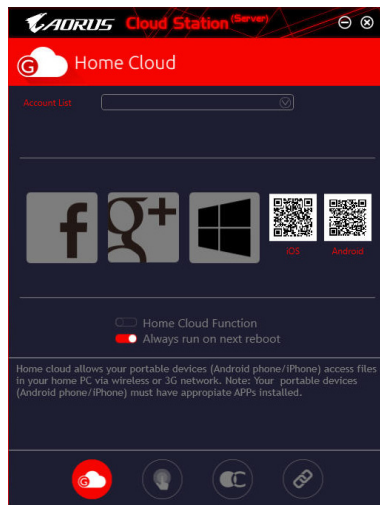 AORUS Cloud Station (Server)
G Home Cloud
Account List
f g+
iOS Android
Home Cloud Function
Always run on next reboot
Home cloud allows your portable devices (Android phone/iPhone) access files
in your home PC via wireless or 3G network. Note: Your portable devices
(Android phone/iPhone) must have appropiate APPs installed.
G